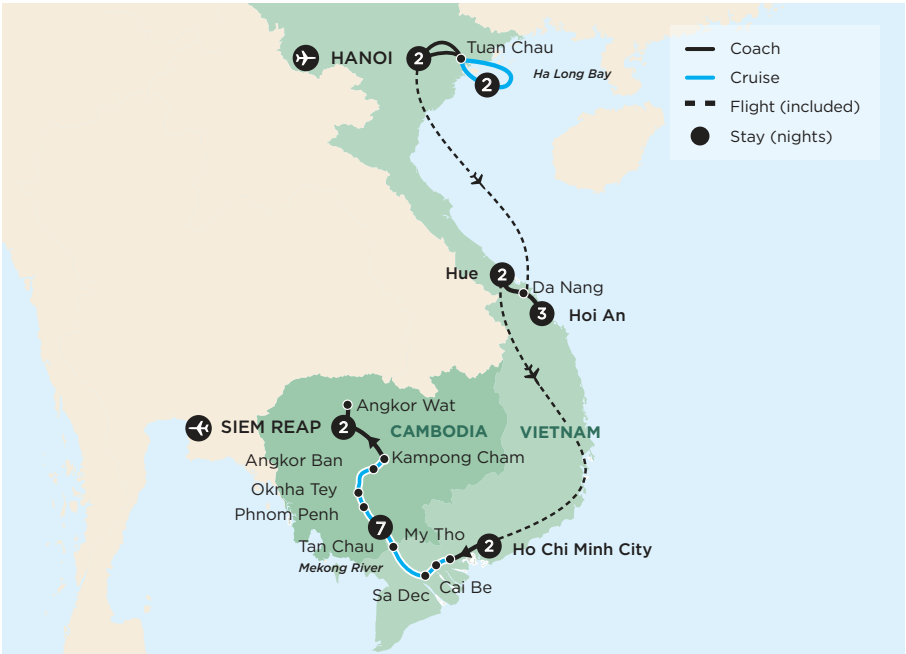 HANOI
2
Tuan Chau
2
Ha Long Bay
Coach
Cruise
Flight (included)
Stay (nights)
Hue
2
Da Nang
3
Hoi An
Angkor Wat
SIEM REAP
2
CAMBODIA
VIETNAM
Angkor Ban
Kampong Cham
Oknha Tey
Phnom Penh
7
My Tho
Tan Chau
2
Ho Chi Minh City
Mekong River
Cai Be
Sa Dec